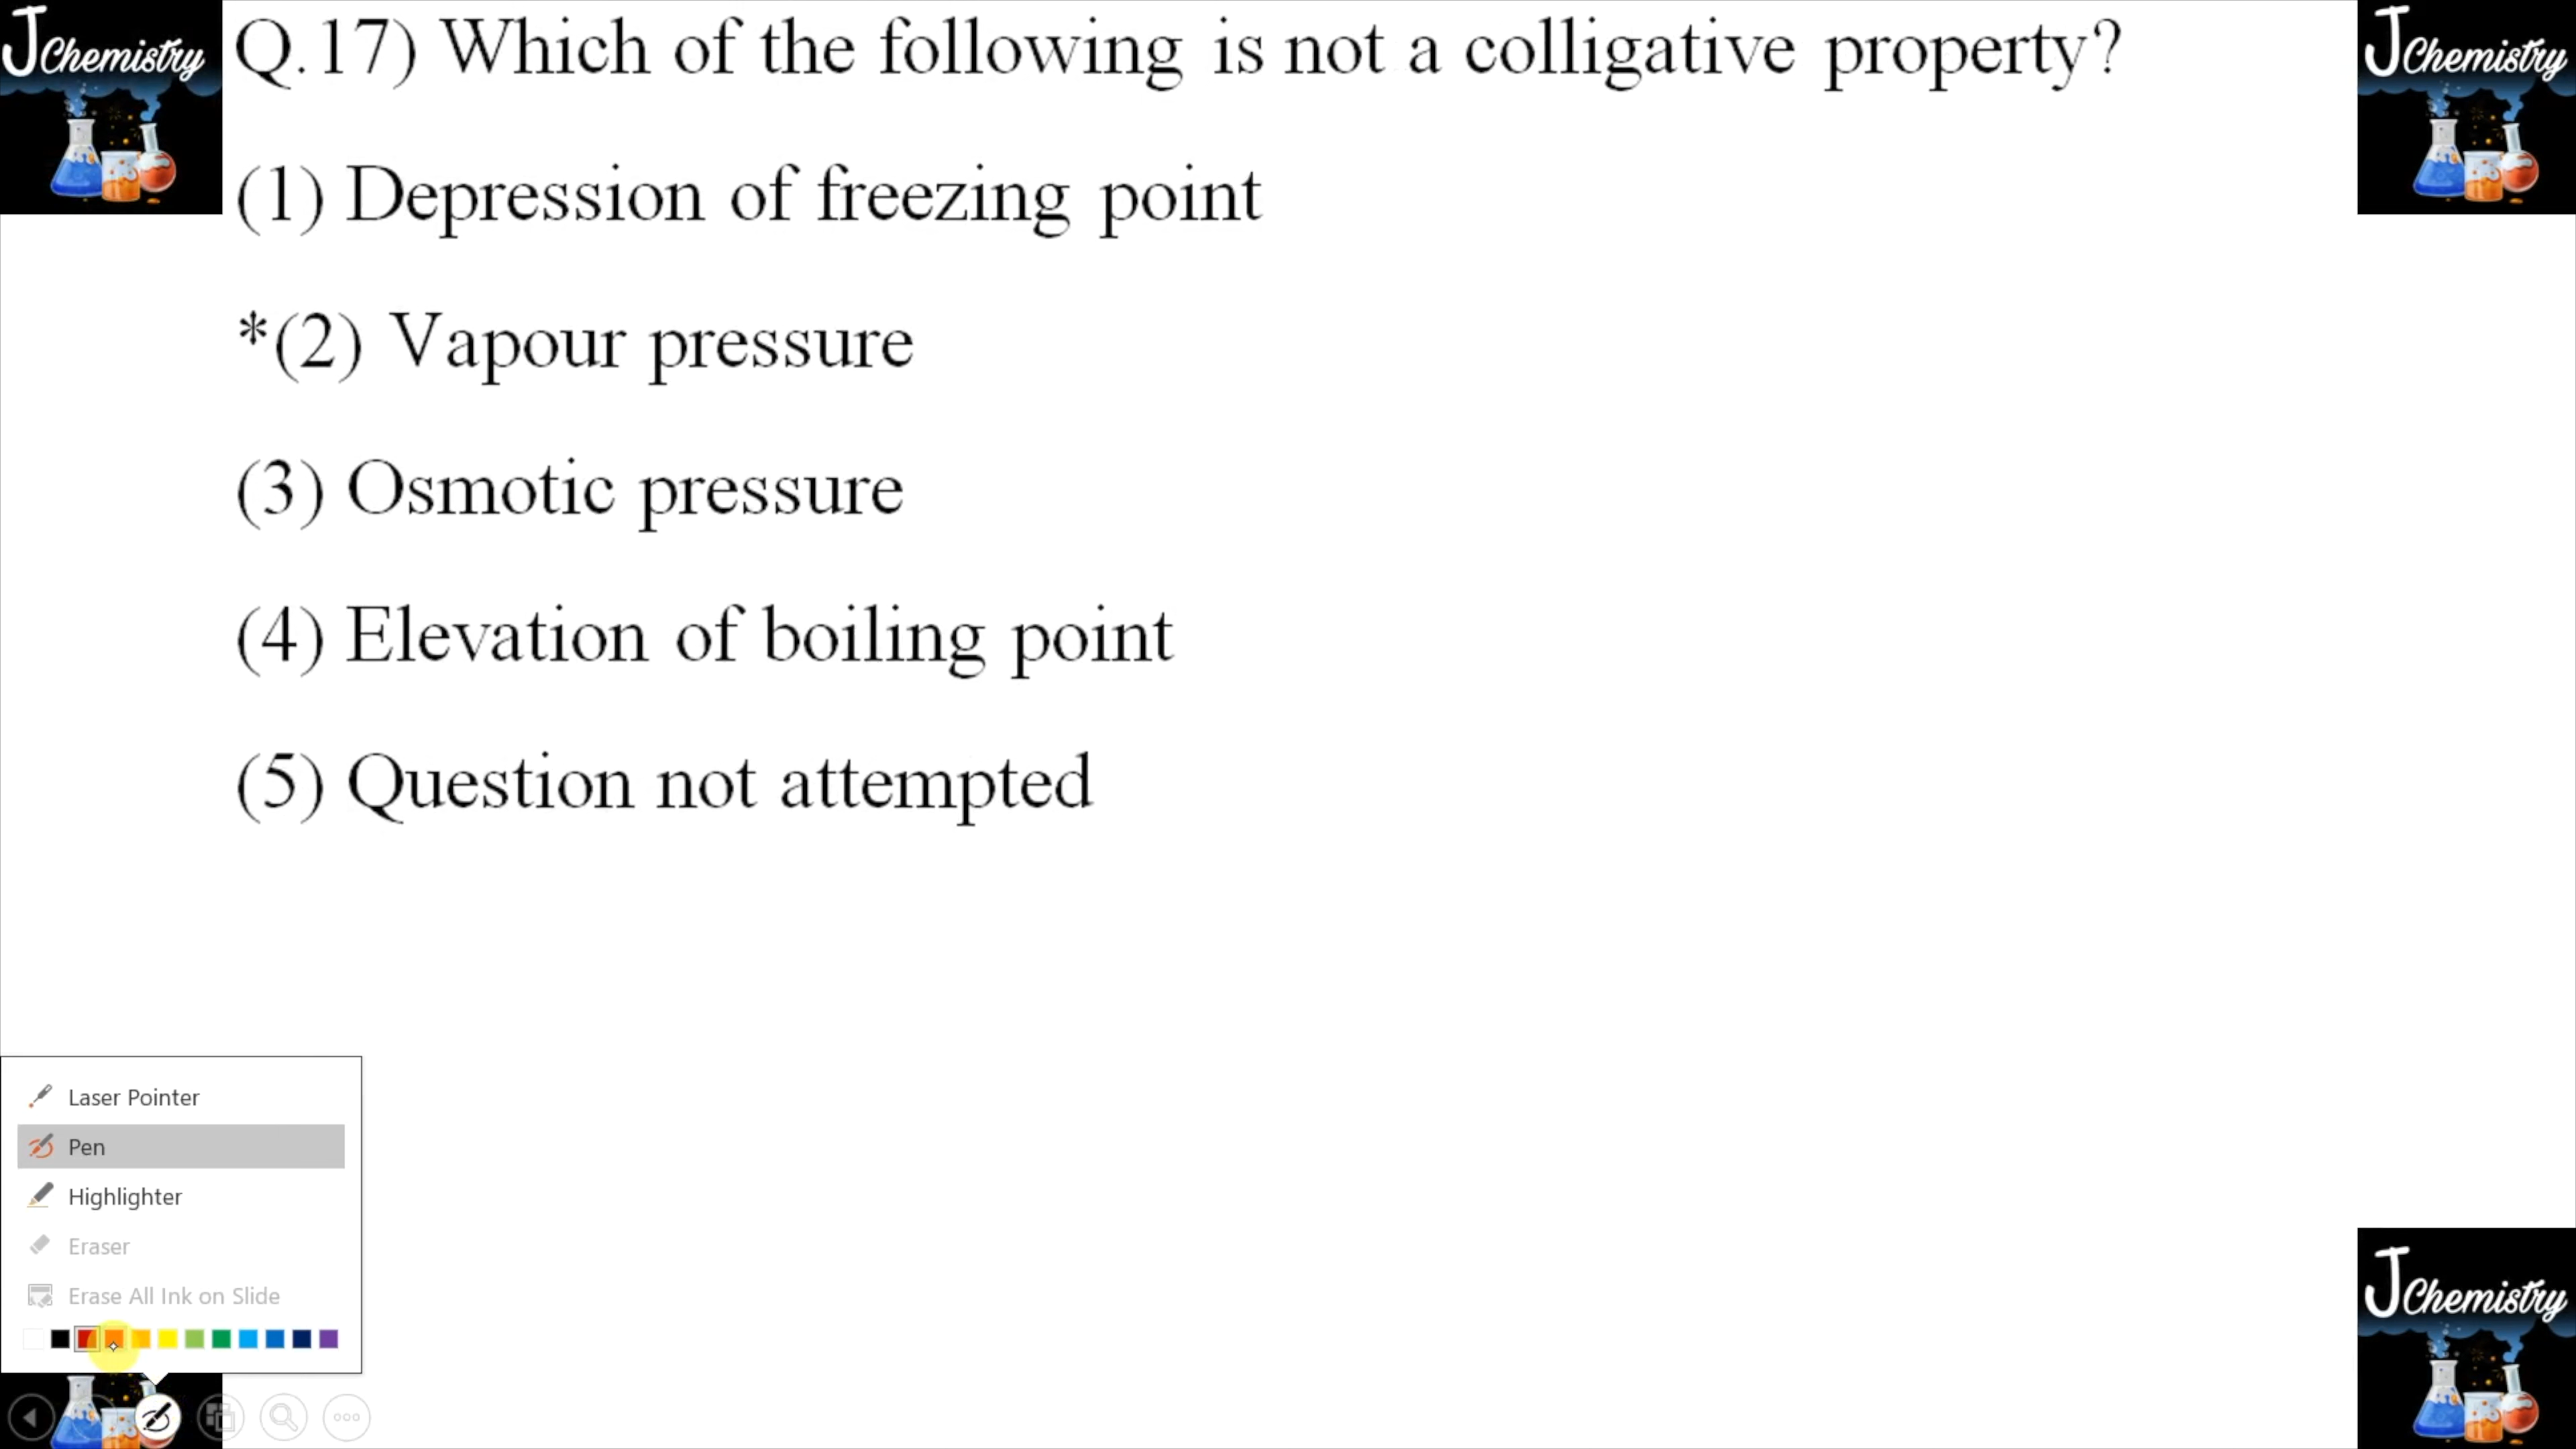 JChemistry
Q.17) Which of the following is not a colligative property?
JChemistry
(1) Depression of freezing point
*(2) Vapour pressure
(3) Osmotic pressure
(4) Elevation of boiling point
(5) Question not attempted
Laser Pointer
Pen
Highlighter
Eraser
Erase All Ink on Slide
JChemistry